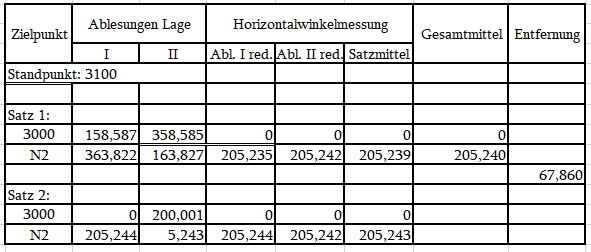 Zielpunkt Ablesungen Lage Horizontalwinkelmessung Gesamtmittel Entfernung
I II Abl. I red. Abl. II red. Satzmittel
Standpunkt: 3100
Satz 1:
3000 158,587 358,585 0 0 0 0
N2 363,822 163,827 205,235 205,242 205,239 205,240
67,860
Satz 2:
3000 0 200,001 0 0 0
N2 205,244 5,243 205,244 205,242 205,243